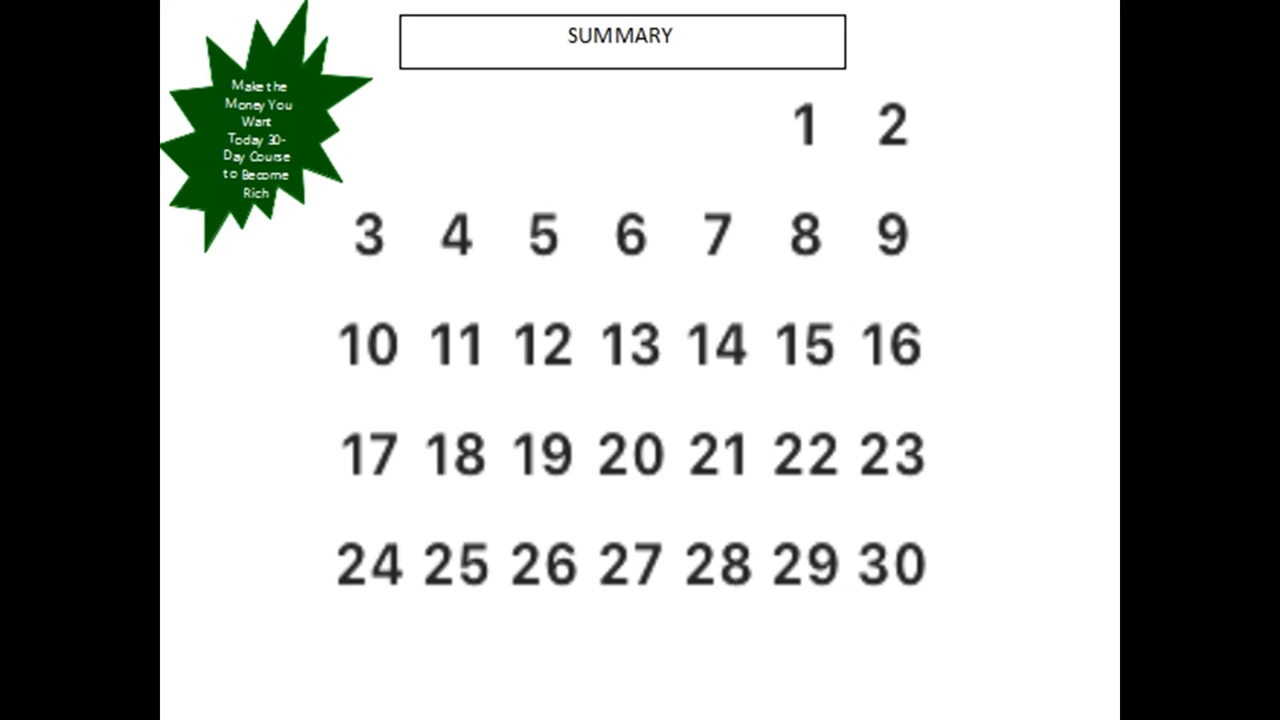 SUMMARY
Make the
Money You
Want
Today 30-
Day Course
to Become
Rich
1 2
3 4 5 6 7 8 9
10 11 12 13 14 15 16
17 18 19 20 21 22 23
24 25 26 27 28 29 30